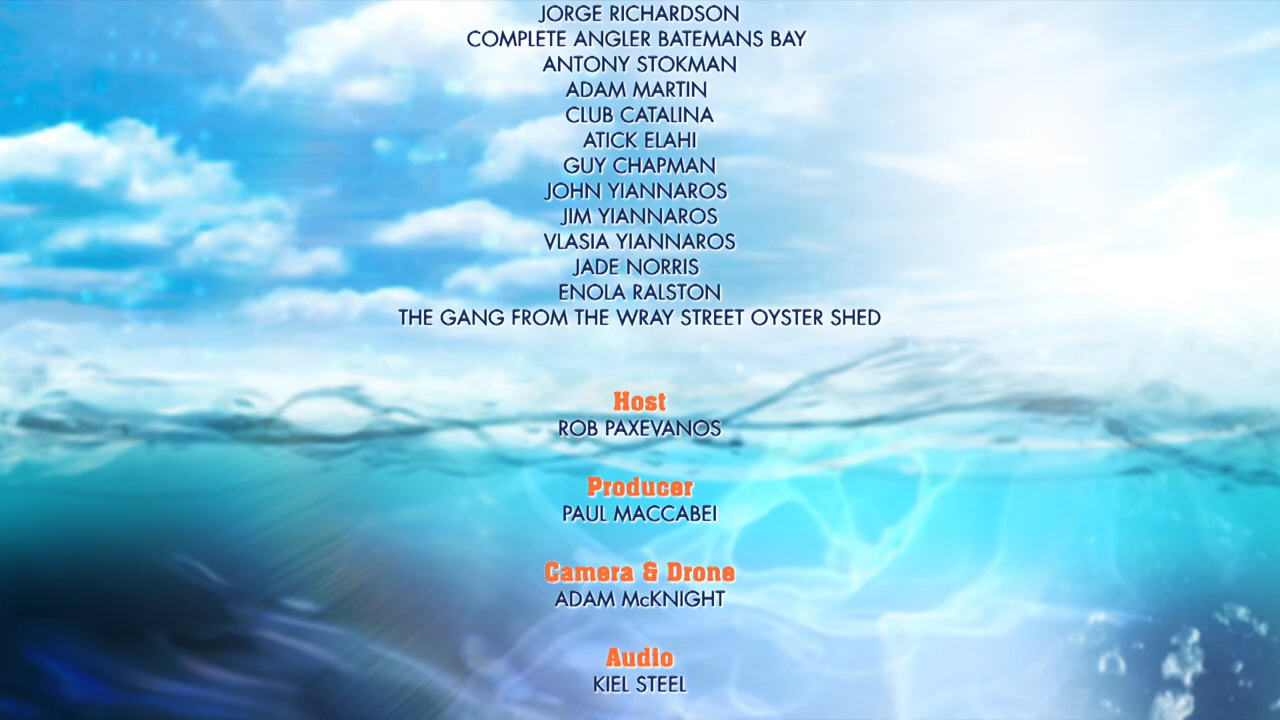 JORGE RICHARDSON
COMPLETE ANGLER BATEMANS BAY
ANTONY STOKMAN
ADAM MARTIN
CLUB CATALINA
ATICK ELAHI
GUY CHAPMAN
JOHN YIANNAROS
JIM YIANNAROS
VLASIA YIANNAROS
JADE NORRIS
ENOLA RALSTON
THE GANG FROM THE WRAY STREET OYSTER SHED
Host
ROB PAXEVANOS
Producer
PAUL MACCABEI
Camera & Drone
ADAM McKNIGHT
Audio
KIEL STEEL